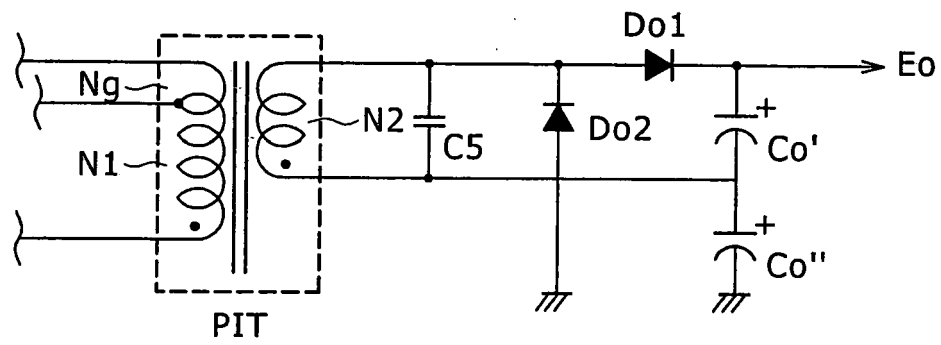 Do1
Eo
Ng
N2
C5
Do2
+
Co'
N1
+
Co"
PIT